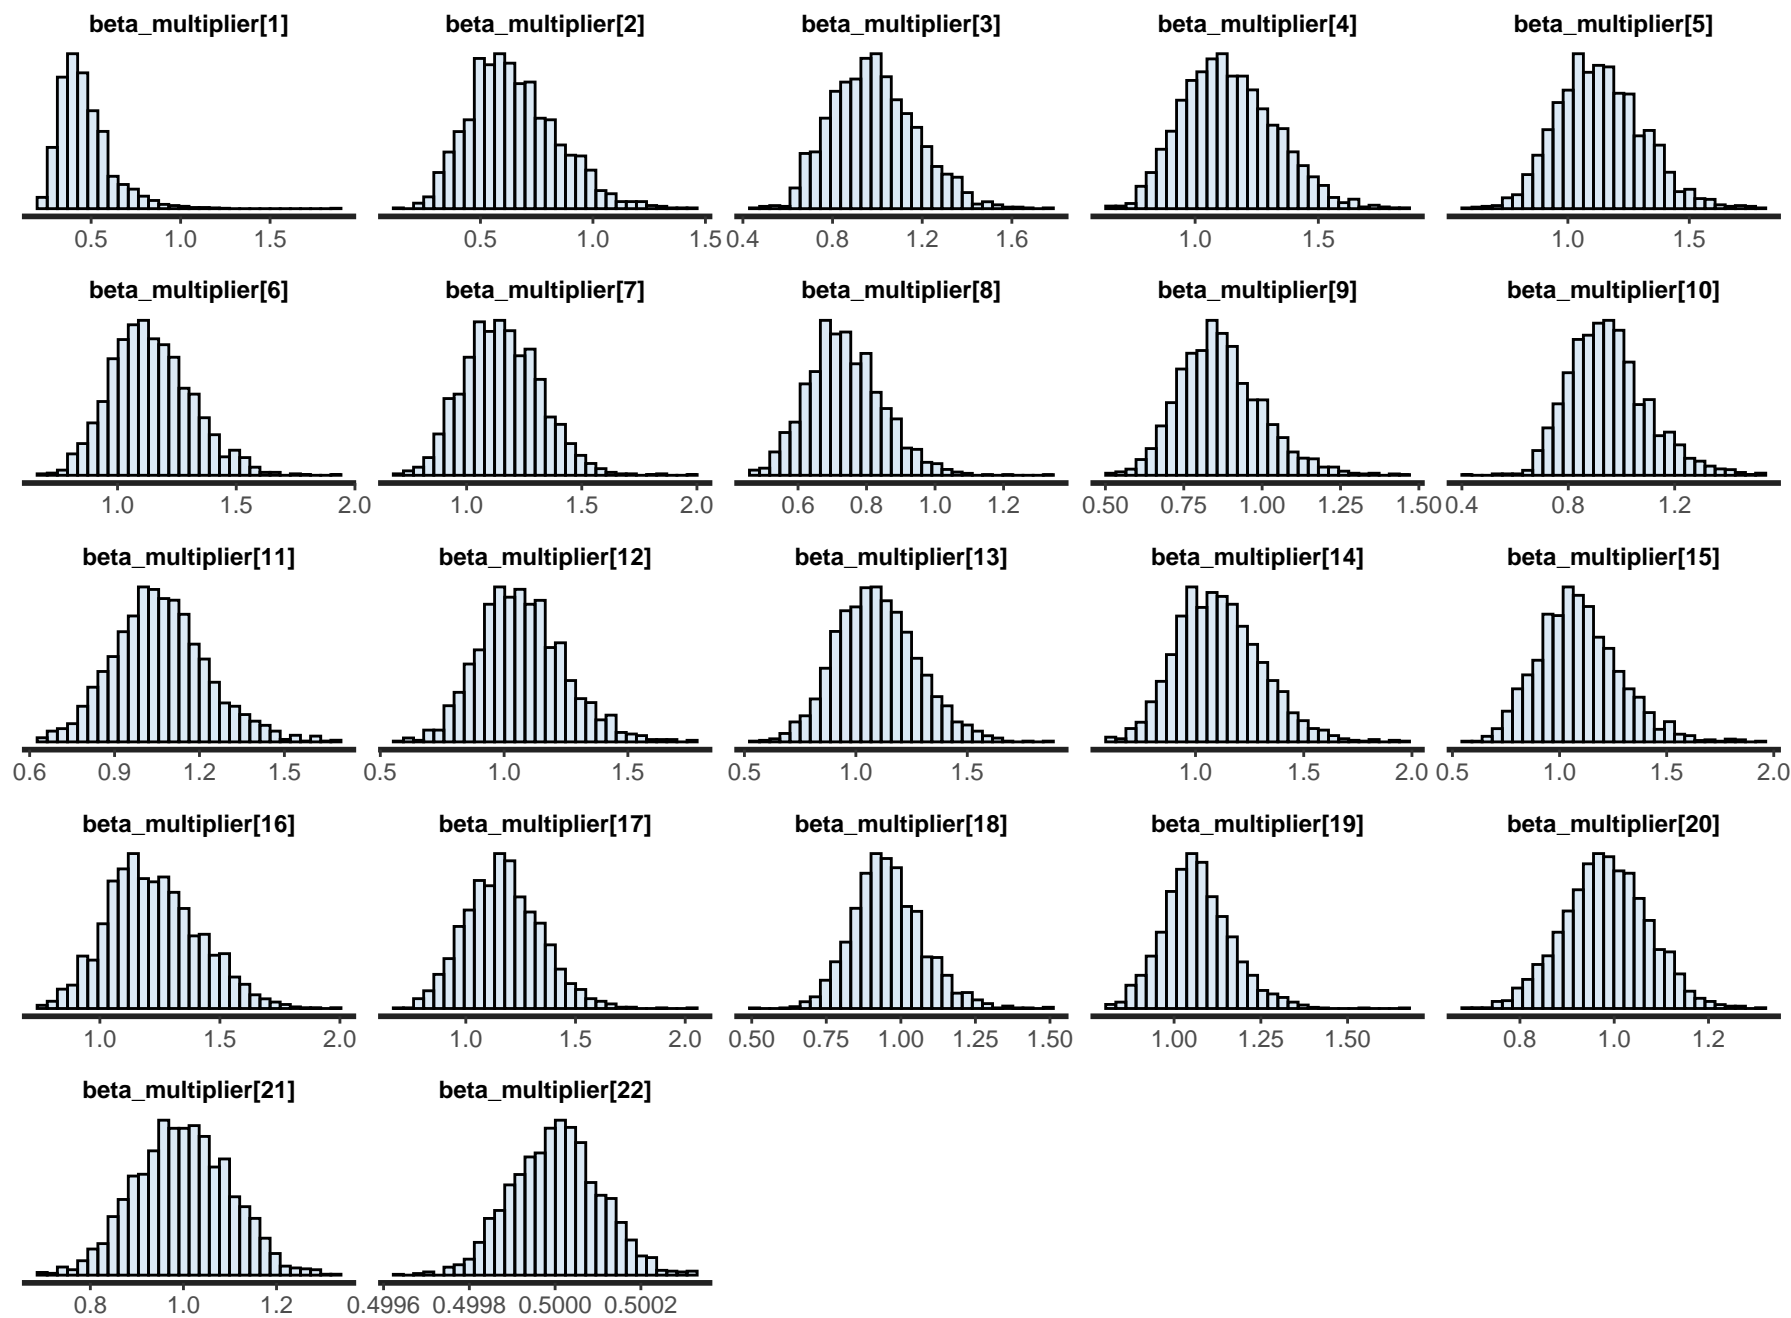 beta_multiplier[1] beta_multiplier[2] beta_multiplier[3] beta_multiplier[4] beta_multiplier[5]
0.5 1.0 1.5 0.5 1.0 1.5 0.4 0.8 1.2 1.6 1.0 1.5 1.0 1.5
beta_multiplier[6] beta_multiplier[7] beta_multiplier[8] beta_multiplier[9] beta_multiplier[10]
1.0 1.5 2.0 1.0 1.5 2.0 0.6 0.8 1.0 1.2 0.50 0.75 1.00 1.25 1.50 0.4 0.8 1.2
beta_multiplier[11] beta_multiplier[12] beta_multiplier[13] beta_multiplier[14] beta_multiplier[15]
0.6 0.9 1.2 1.5 0.5 1.0 1.5 0.5 1.0 1.5 1.0 1.5 2.0 0.5 1.0 1.5 2.0
beta_multiplier[16] beta_multiplier[17] beta_multiplier[18] beta_multiplier[19] beta_multiplier[20]
1.0 1.5 2.0 1.0 1.5 2.0 0.50 0.75 1.00 1.25 1.50 1.00 1.25 1.50 0.8 1.0 1.2
beta_multiplier[21] beta_multiplier[22]
0.8 1.0 1.2 0.4996 0.4998 0.5000 0.5002